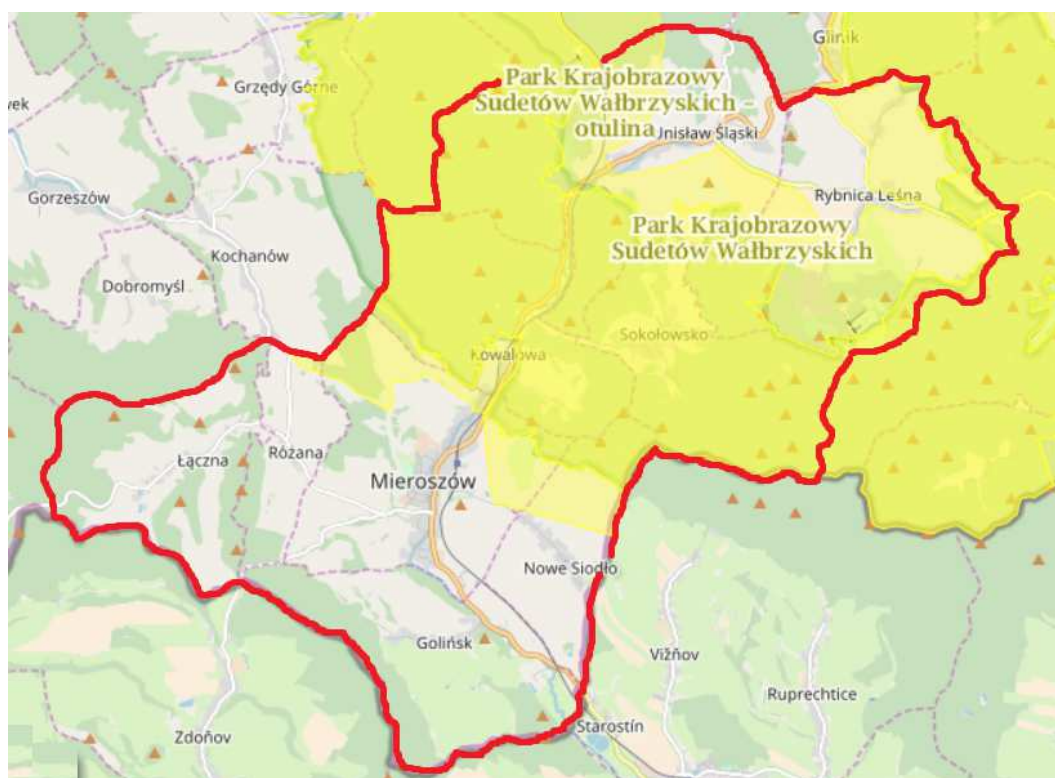 Glinik
Park Krajobrazowy
Sudetów Wałbrzyskich –
otulina
Grzędy Górne
Unisław Śląski
Gorzeszów
Rybnica Leśna
Park Krajobrazowy
Sudetów Wałbrzyskich
Kochanów
Dobromyśl
Sokołowsko
Kowalowa
Różana
Łączna
Mieroszów
Nowe Siodło
Golińsk
Vižňov
Ruprechtice
Starostín
Zdoňov